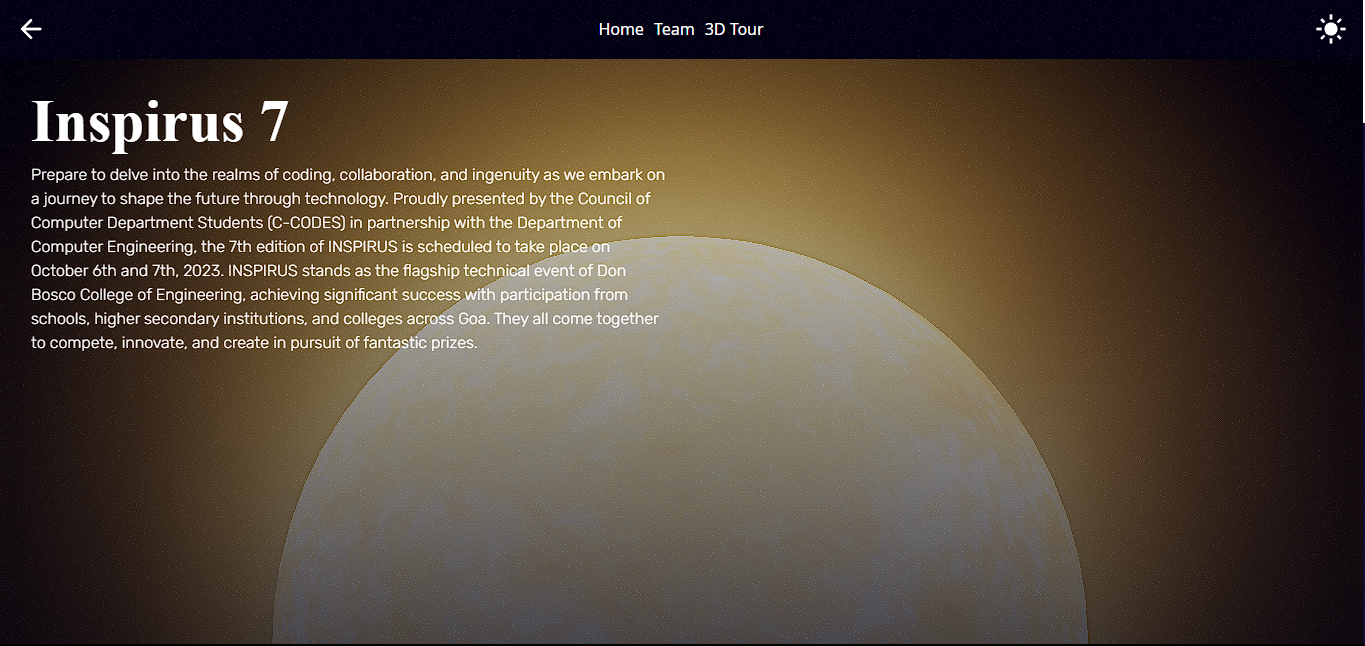 Home Team 3D Tour
Inspirus 7
Prepare to delve into the realms of coding, collaboration, and ingenuity as we embark on
a journey to shape the future through technology. Proudly presented by the Council of
Computer Department Students (C-CODES) in partnership with the Department of
Computer Engineering, the 7th edition of INSPIRUS is scheduled to take place on
October 6th and 7th, 2023. INSPIRUS stands as the flagship technical event of Don
Bosco College of Engineering, achieving significant success with participation from
schools, higher secondary institutions, and colleges across Goa. They all come together
to compete, innovate, and create in pursuit of fantastic prizes.